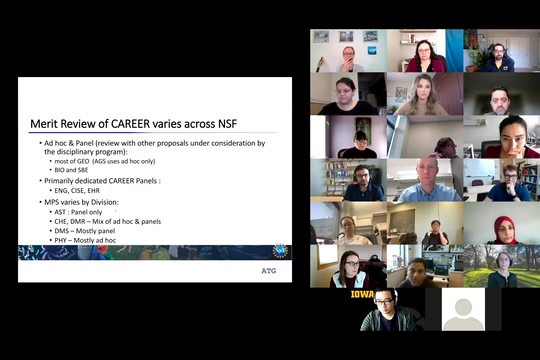 Merit Review of CAREER varies across NSF
• Ad hoc & Panel (review with other proposals under consideration by
the disciplinary program):
• most of GEO (AGS uses ad hoc only)
• BIO and SBE
• Primarily dedicated CAREER Panels :
• ENG, CISE, EHR
• MPS varies by Division:
• AST : Panel only
• CHE, DMR – Mix of ad hoc & panels
• DMS – Mostly panel
• PHY – Mostly ad hoc
ATG
IOWA